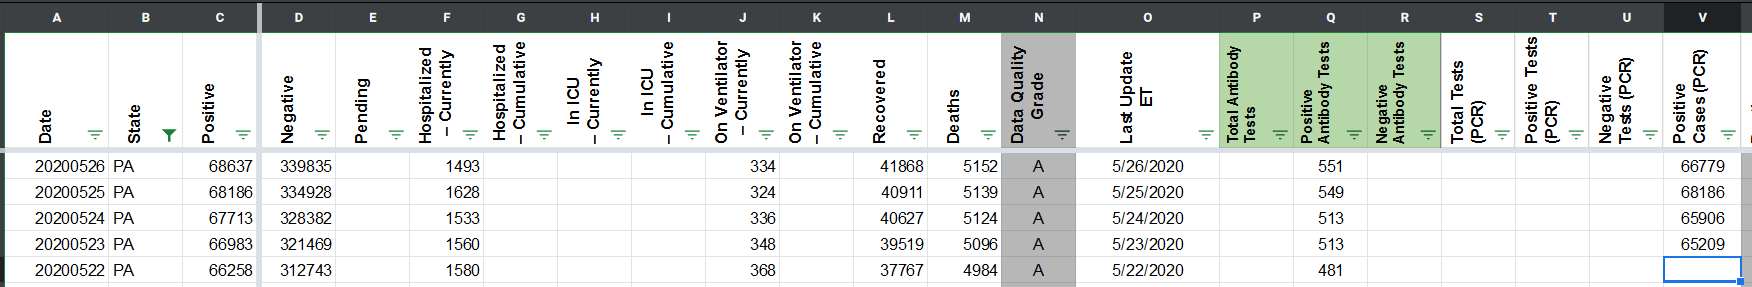 A B C D E F G H I J K L M N O P Q R S T U V
Date State Positive Negative Pending Hospitalized – Currently Hospitalized – Cumulative In ICU – Currently In ICU – Cumulative On Ventilator – Currently On Ventilator – Cumulative Recovered Deaths Data Quality Grade Last Update ET Total Antibody Tests Positive Antibody Tests Negative Antibody Tests Total Tests (PCR) Positive Tests (PCR) Negative Tests (PCR) Positive Cases (PCR)
20200526 PA 68637 339835 1493 334 41868 5152 A 5/26/2020 551 66779
20200525 PA 68186 334928 1628 324 40911 5139 A 5/25/2020 549 68186
20200524 PA 67713 328382 1533 336 40627 5124 A 5/24/2020 513 65906
20200523 PA 66983 321469 1560 348 39519 5096 A 5/23/2020 513 65209
20200522 PA 66258 312743 1580 368 37767 4984 A 5/22/2020 481